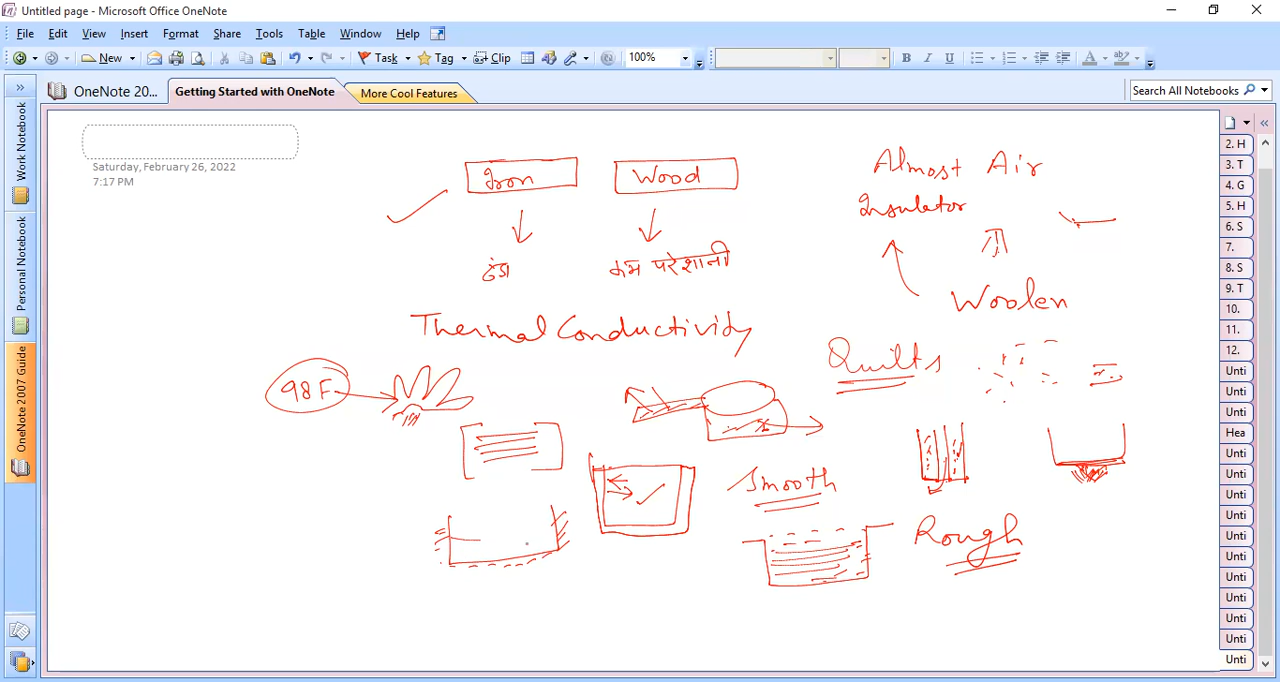 Untitled page - Microsoft Office OneNote
File Edit View Insert Format Share Tools Table Window Help
New Task Tag Clip 100% B I U A ab
OneNote 20... Getting Started with OneNote More Cool Features Search All Notebooks
Work Notebook
Personal Notebook
OneNote 2007 Guide
Saturday, February 26, 2022
7:17 PM
Iron Wood
ठंडा
परेशानी
Almost Air
Insulator
Woolen
Thermal Conductivity
Quilts
98 F
Smooth
Rough
2. H
3. T
4. G
5. H
6. S
7.
8. S
9. T
10.
11.
12.
Unti
Unti
Unti
Hea
Unti
Unti
Unti
Unti
Unti
Unti
Unti
Unti
Unti
Unti
Unti